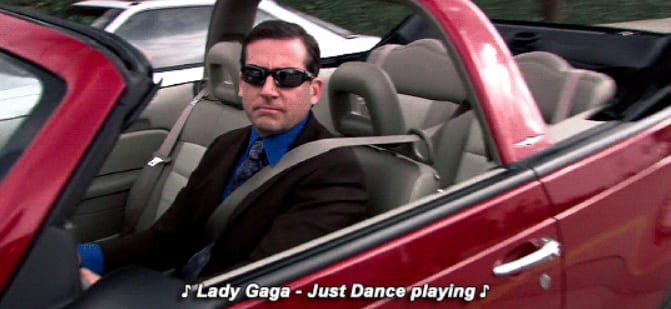 ♪ Lady Gaga - Just Dance playing ♪